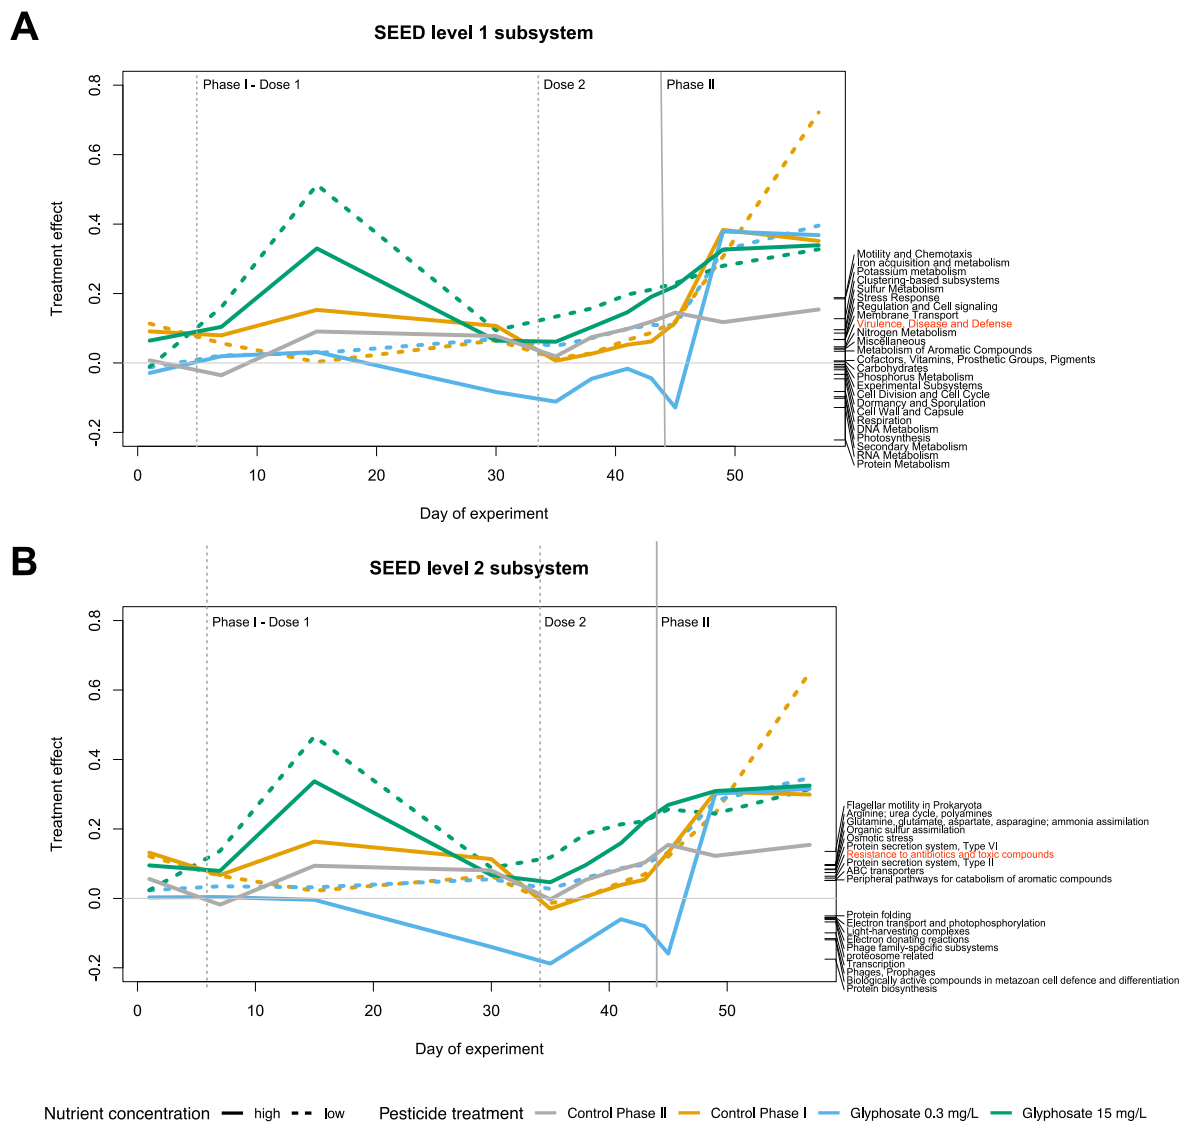 A
SEED level 1 subsystem
Phase I - Dose 1
Dose 2
Phase II
0.8
0.6
0.4
0.2
0.0
-0.2
Treatment effect
0
10
20
30
40
50
Day of experiment
Motility and Chemotaxis
Iron acquisition and metabolism
Potassium metabolism
Clustering-based subsystems
Sulfur Metabolism
Stress Response
Regulation and Cell signaling
Membrane Transport
Virulence, Disease and Defense
Nitrogen Metabolism
Miscellaneous
Metabolism of Aromatic Compounds
Cofactors, Vitamins, Prosthetic Groups, Pigments
Carbohydrates
Phosphorus Metabolism
Experimental Subsystems
Cell Division and Cell Cycle
Dormancy and Sporulation
Cell Wall and Capsule
Respiration
DNA Metabolism
Photosynthesis
Secondary Metabolism
RNA Metabolism
Protein Metabolism
B
SEED level 2 subsystem
Phase I - Dose 1
Dose 2
Phase II
0.8
0.6
0.4
0.2
0.0
-0.2
Treatment effect
0
10
20
30
40
50
Day of experiment
Flagellar motility in Prokaryota
Arginine; urea cycle, polyamines
Glutamine, glutamate, aspartate, asparagine; ammonia assimilation
Organic sulfur assimilation
Osmotic stress
Protein secretion system, Type VI
Resistance to antibiotics and toxic compounds
Protein secretion system, Type II
ABC transporters
Peripheral pathways for catabolism of aromatic compounds
Protein folding
Electron transport and photophosphorylation
Light-harvesting complexes
Electron donating reactions
Phage family-specific subsystems
proteosome related
Transcription
Phages, Prophages
Biologically active compounds in metazoan cell defence and differentiation
Protein biosynthesis
Nutrient concentration high low Pesticide treatment Control Phase II Control Phase I Glyphosate 0.3 mg/L Glyphosate 15 mg/L